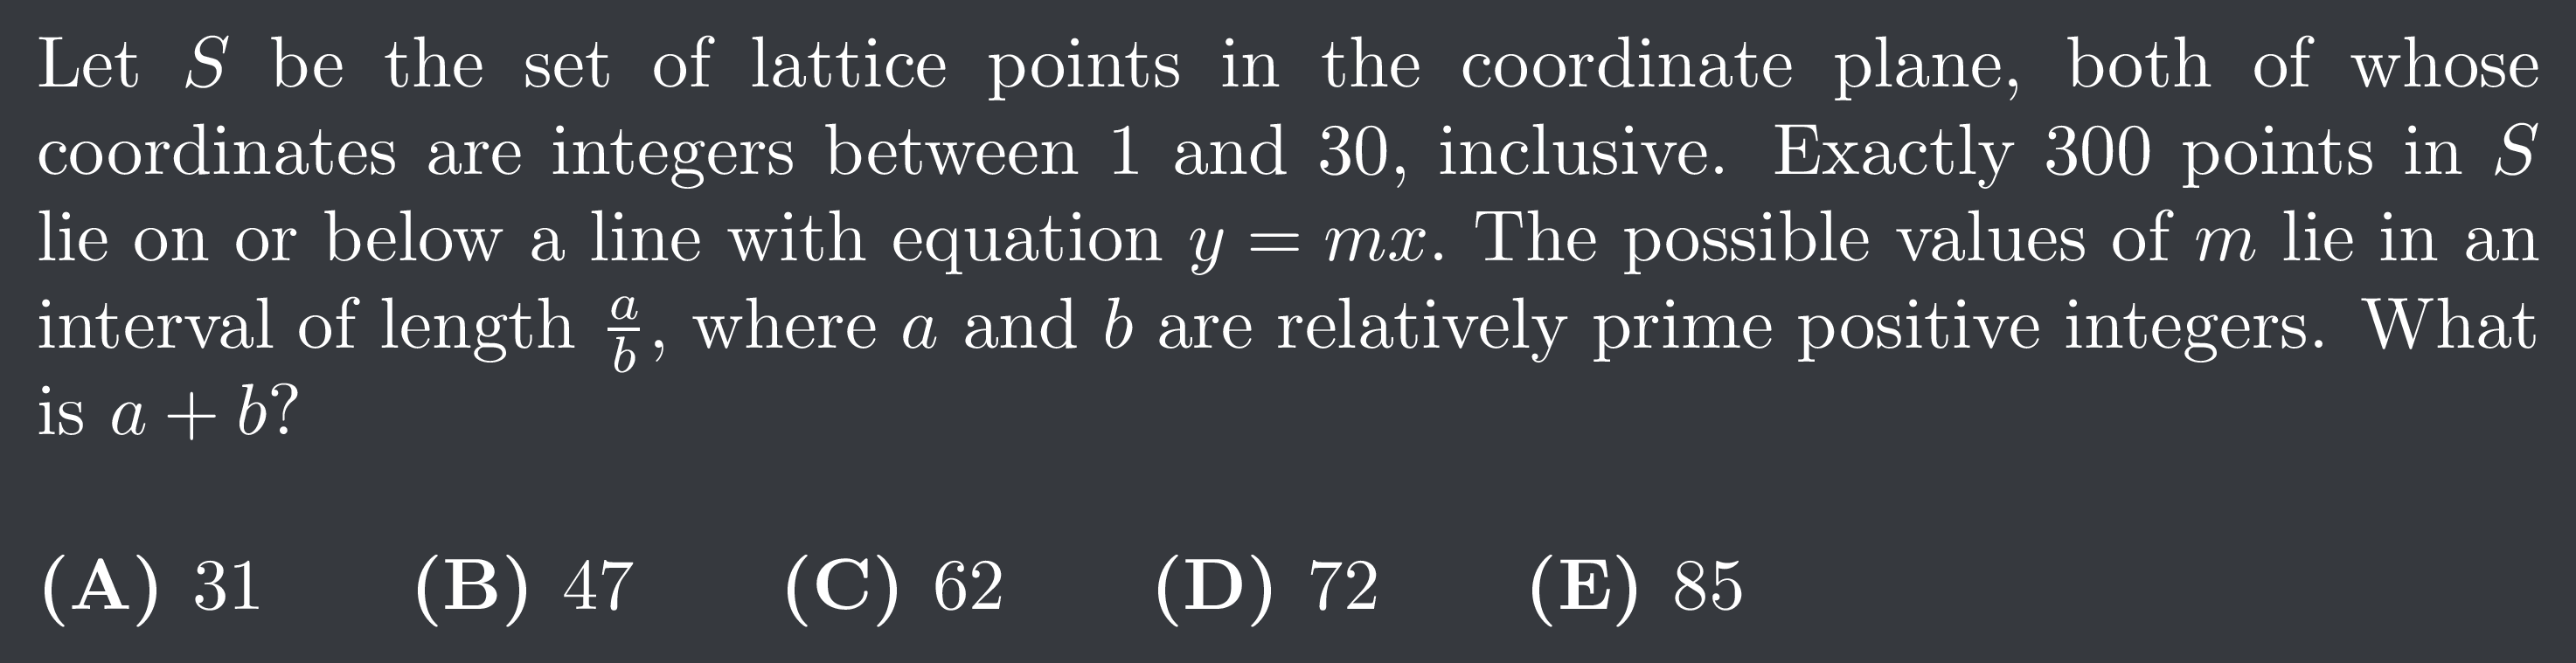 Let S be the set of lattice points in the coordinate plane, both of whose
coordinates are integers between 1 and 30, inclusive. Exactly 300 points in S
lie on or below a line with equation y = mx. The possible values of m lie in an
interval of length \frac{a}{b}, where a and b are relatively prime positive integers. What
is a + b?
(A) 31 (B) 47 (C) 62 (D) 72 (E) 85